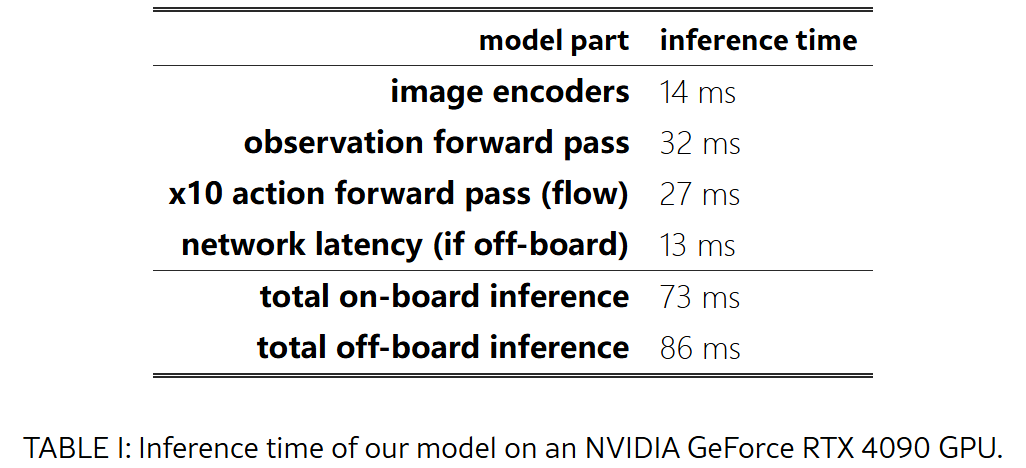 model part inference time
image encoders 14 ms
observation forward pass 32 ms
x10 action forward pass (flow) 27 ms
network latency (if off-board) 13 ms
total on-board inference 73 ms
total off-board inference 86 ms
TABLE I: Inference time of our model on an NVIDIA GeForce RTX 4090 GPU.